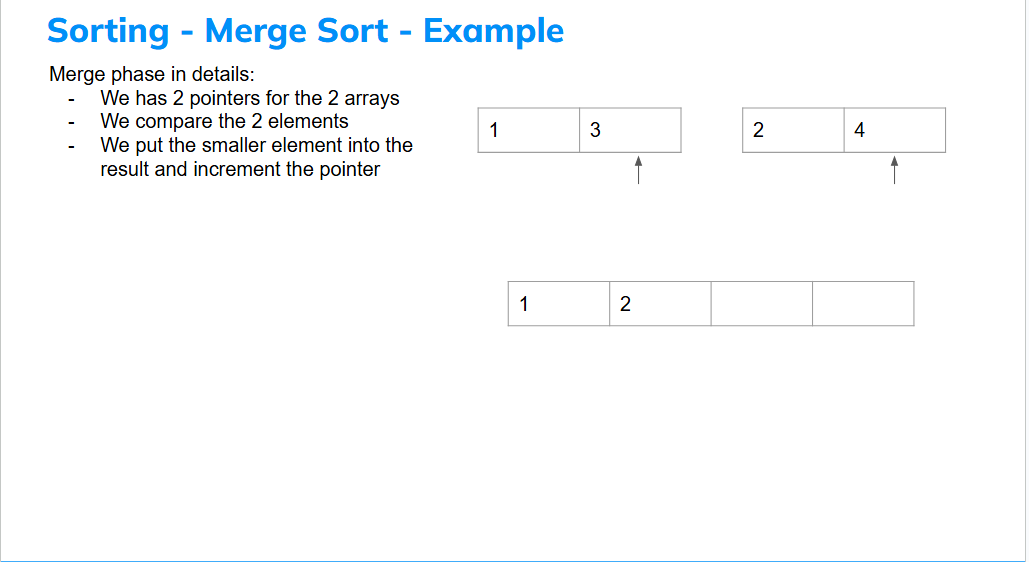 Sorting - Merge Sort - Example
Merge phase in details:
- We has 2 pointers for the 2 arrays
- We compare the 2 elements
- We put the smaller element into the
result and increment the pointer
1 3
2 4
1 2